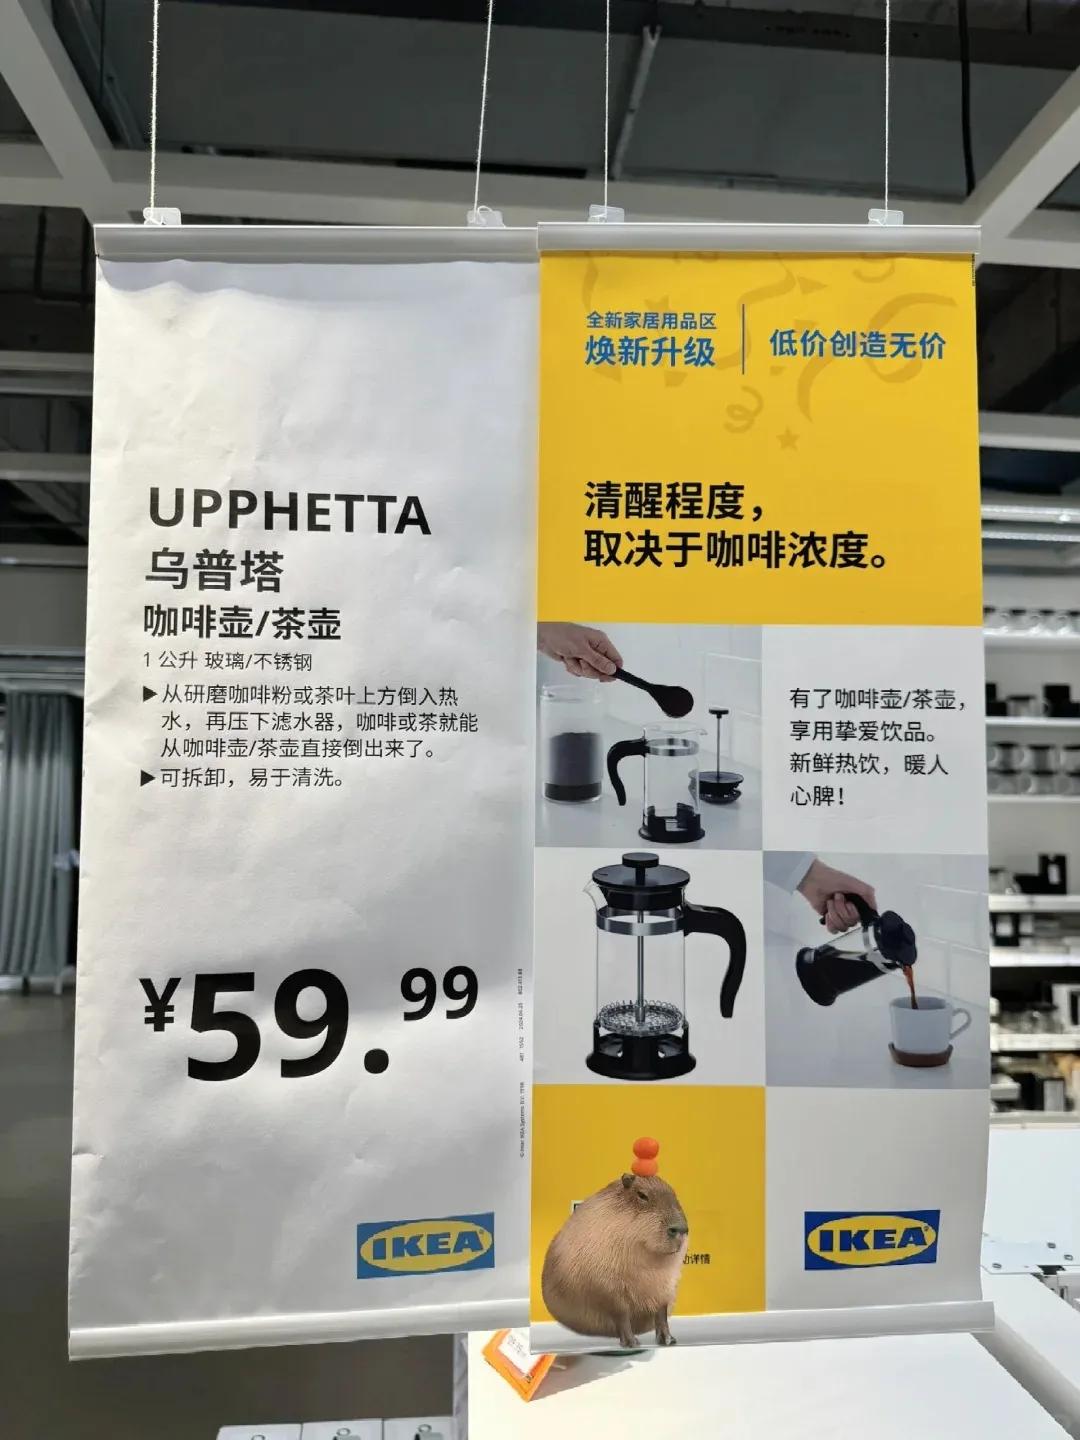 UPPHETTA
乌普塔
咖啡壶/茶壶
1 公升 玻璃/不锈钢
▶从研磨咖啡粉或茶叶上方倒入热
水，再压下滤水器，咖啡或茶就能
从咖啡壶/茶壶直接倒出来了。
▶可拆卸，易于清洗。
¥59.99
IKEA
全新家居用品区
焕新升级
低价创造无价
清醒程度，
取决于咖啡浓度。
有了咖啡壶/茶壶，
享用挚爱饮品。
新鲜热饮，暖人
心脾！
详情
IKEA